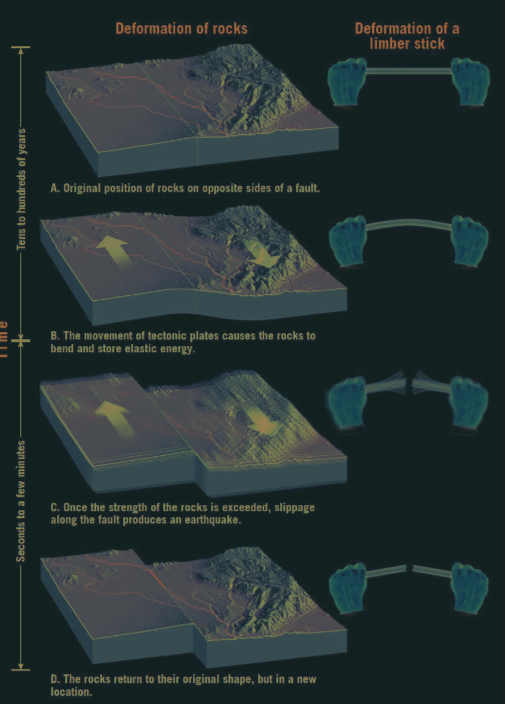 Deformation of rocks
Deformation of a
limber stick
A. Original position of rocks on opposite sides of a fault.
Tens to hundreds of years
B. The movement of tectonic plates causes the rocks to
bend and store elastic energy.
Time
C. Once the strength of the rocks is exceeded, slippage
along the fault produces an earthquake.
Seconds to a few minutes
D. The rocks return to their original shape, but in a new
location.